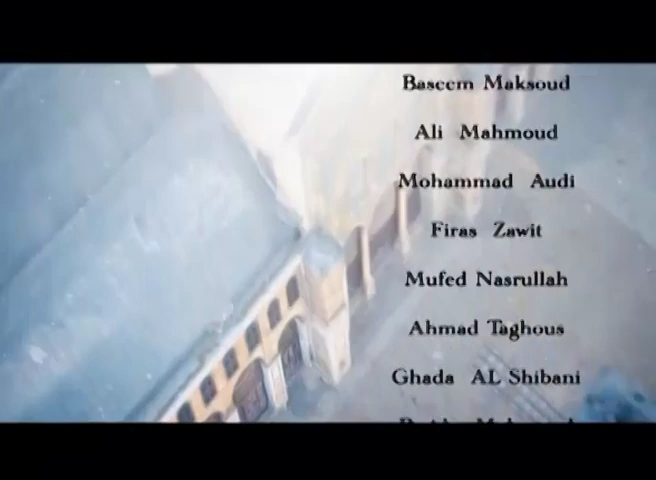 Baseem Maksoud
Ali Mahmoud
Mohammad Audi
Firas Zawit
Mufed Nasrullah
Ahmad Taghous
Ghada AL Shibani